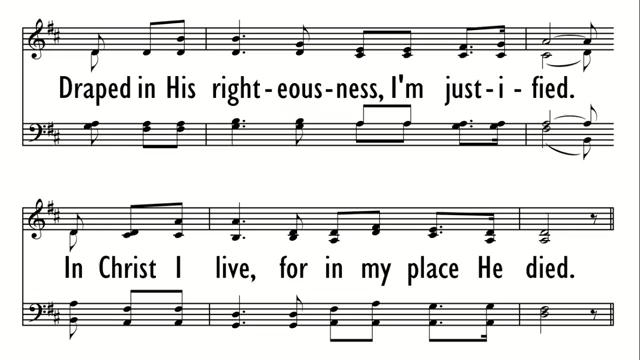 Draped in His right-eous-ness, I'm just-i-fied.
In Christ I live, for in my place He died.